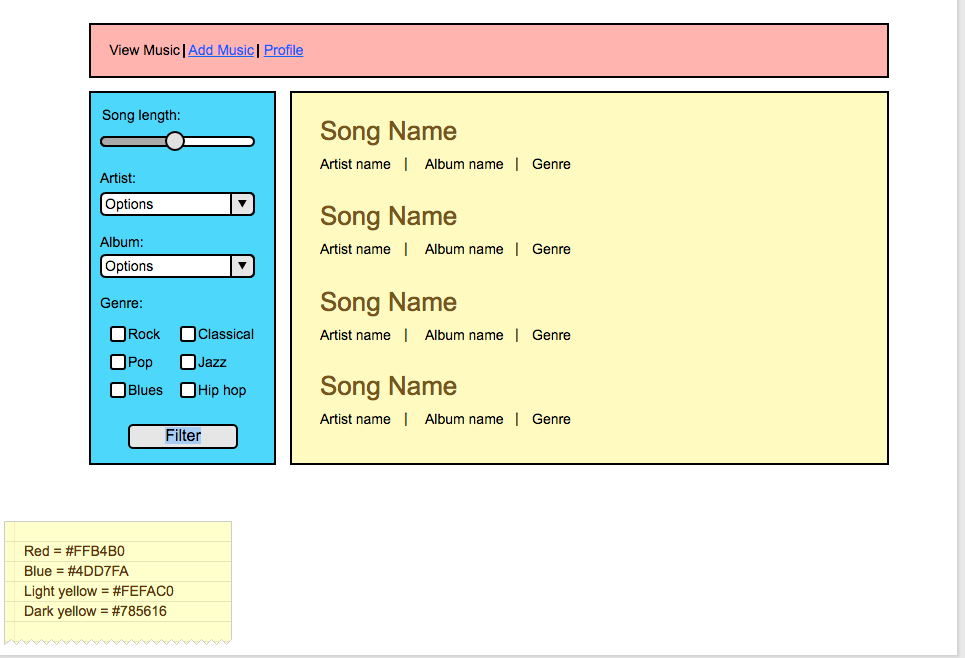 View Music | Add Music | Profile
Song length:
Artist:
Options
Album:
Options
Genre:
Rock Classical
Pop Jazz
Blues Hip hop
Filter
Song Name
Artist name | Album name | Genre
Song Name
Artist name | Album name | Genre
Song Name
Artist name | Album name | Genre
Song Name
Artist name | Album name | Genre
Red = #FFB4B0
Blue = #4DD7FA
Light yellow = #FEFAC0
Dark yellow = #785616